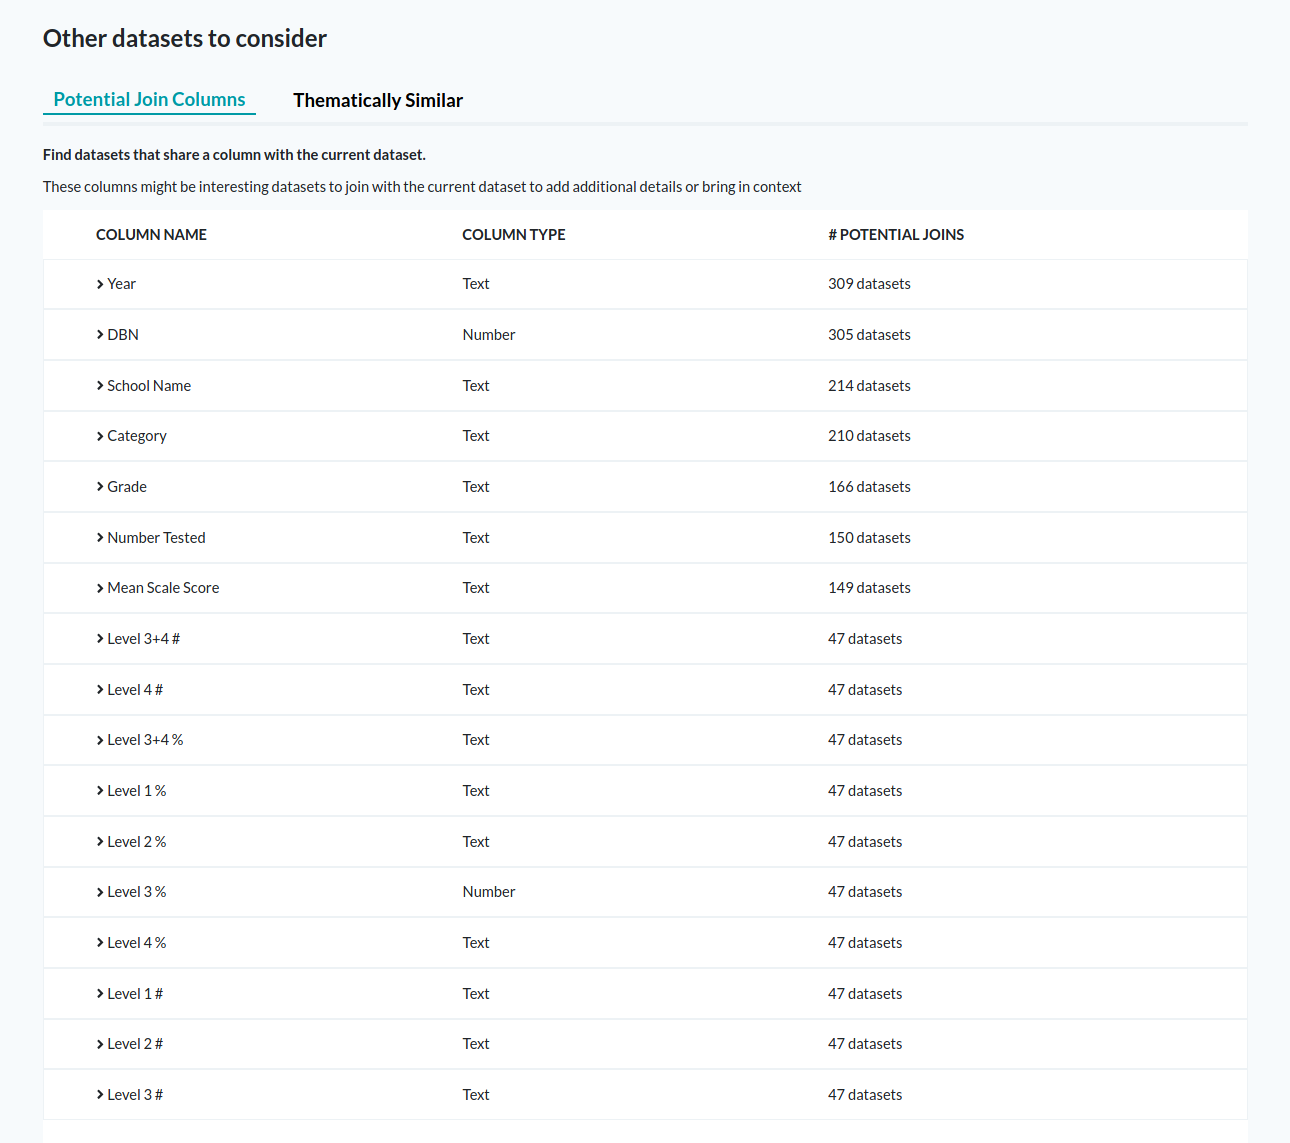 Other datasets to consider
Potential Join Columns Thematically Similar
Find datasets that share a column with the current dataset.
These columns might be interesting datasets to join with the current dataset to add additional details or bring in context
COLUMN NAME COLUMN TYPE # POTENTIAL JOINS
Year Text 309 datasets
DBN Number 305 datasets
School Name Text 214 datasets
Category Text 210 datasets
Grade Text 166 datasets
Number Tested Text 150 datasets
Mean Scale Score Text 149 datasets
Level 3+4 # Text 47 datasets
Level 4 # Text 47 datasets
Level 3+4 % Text 47 datasets
Level 1 % Text 47 datasets
Level 2 % Text 47 datasets
Level 3 % Number 47 datasets
Level 4 % Text 47 datasets
Level 1 # Text 47 datasets
Level 2 # Text 47 datasets
Level 3 # Text 47 datasets